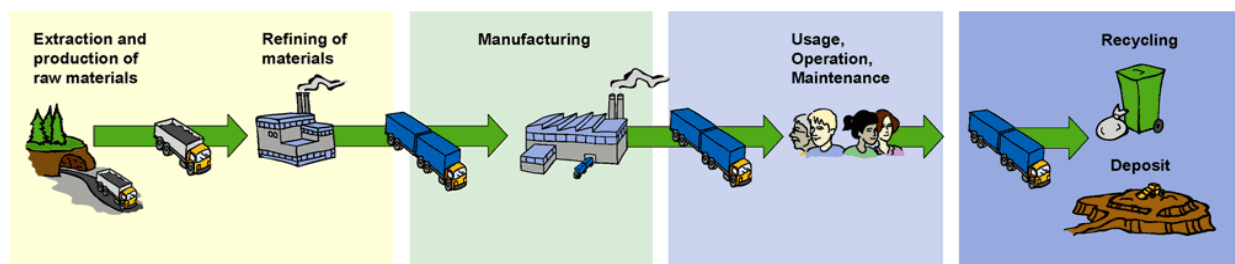 Extraction and
production of
raw materials
Refining of
materials
Manufacturing
Usage,
Operation,
Maintenance
Recycling
Deposit